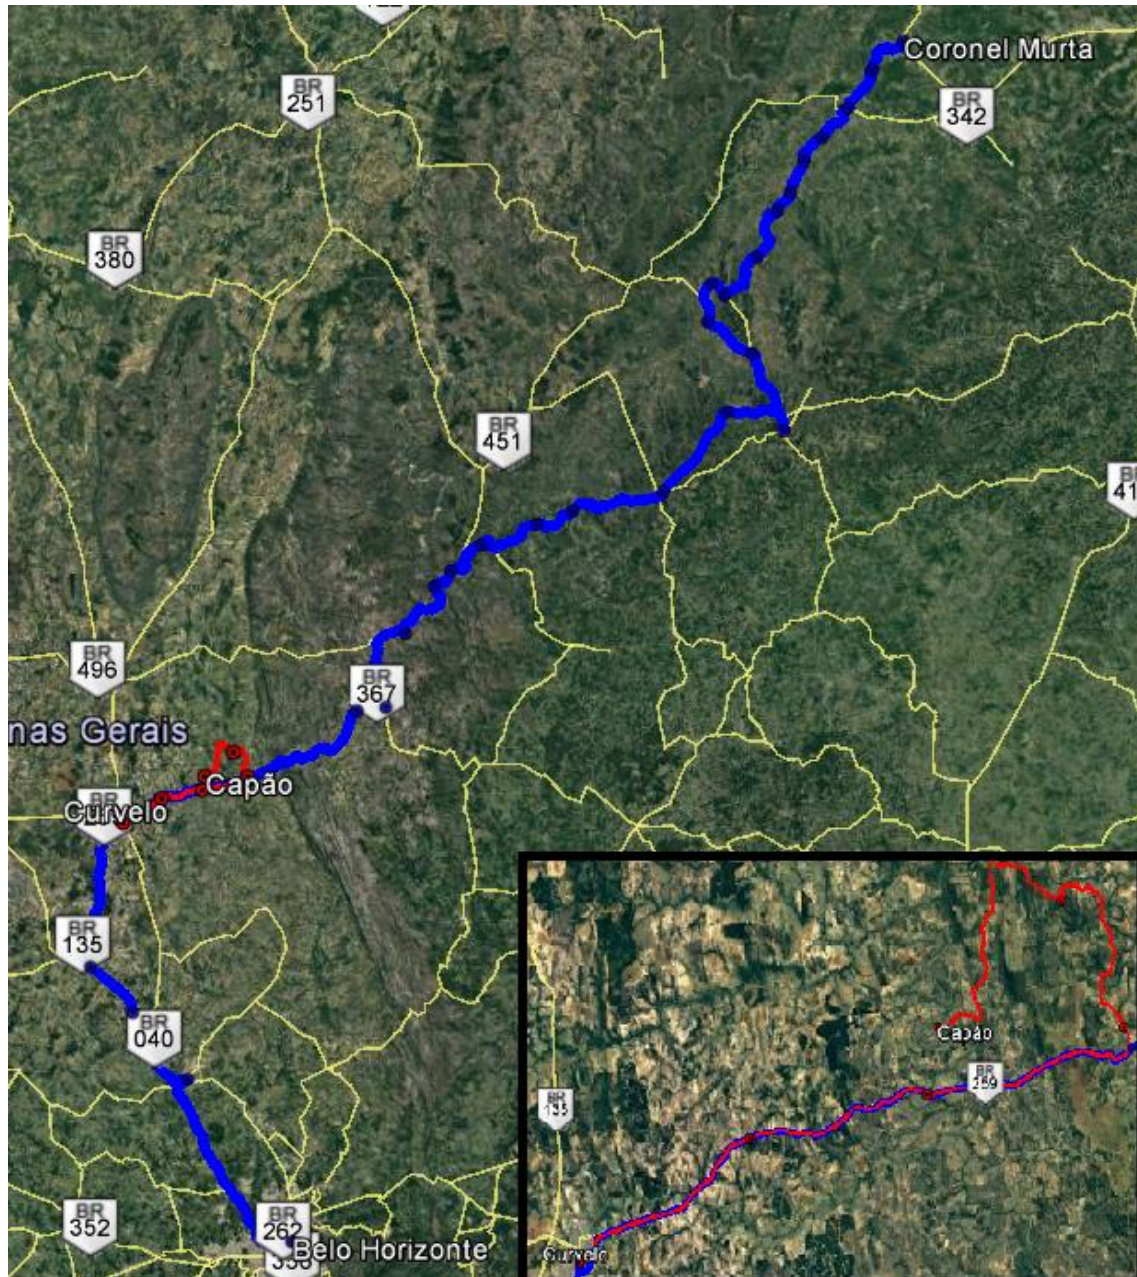 BR
251
Coronel Murta
BR
342
BR
380
BR
451
BR
41
BR
496
BR
367
nas Gerais
Capão
BR
Curvelo
BR
135
BR
040
BR
352
BR
262
Belo Horizonte
Capão
BR
259
BR
135
Curvelo